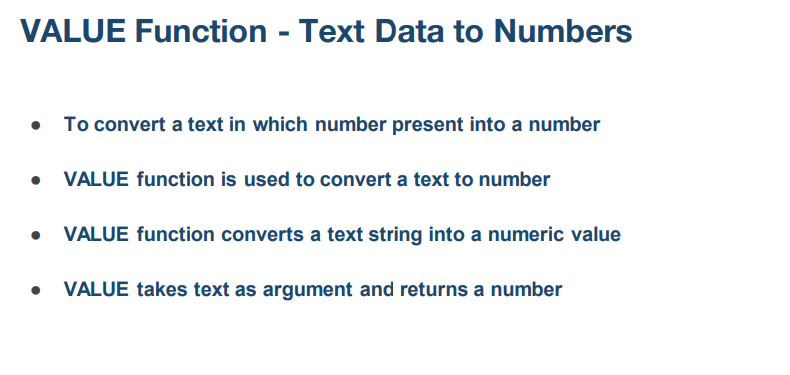 VALUE Function - Text Data to Numbers
● To convert a text in which number present into a number
● VALUE function is used to convert a text to number
● VALUE function converts a text string into a numeric value
● VALUE takes text as argument and returns a number